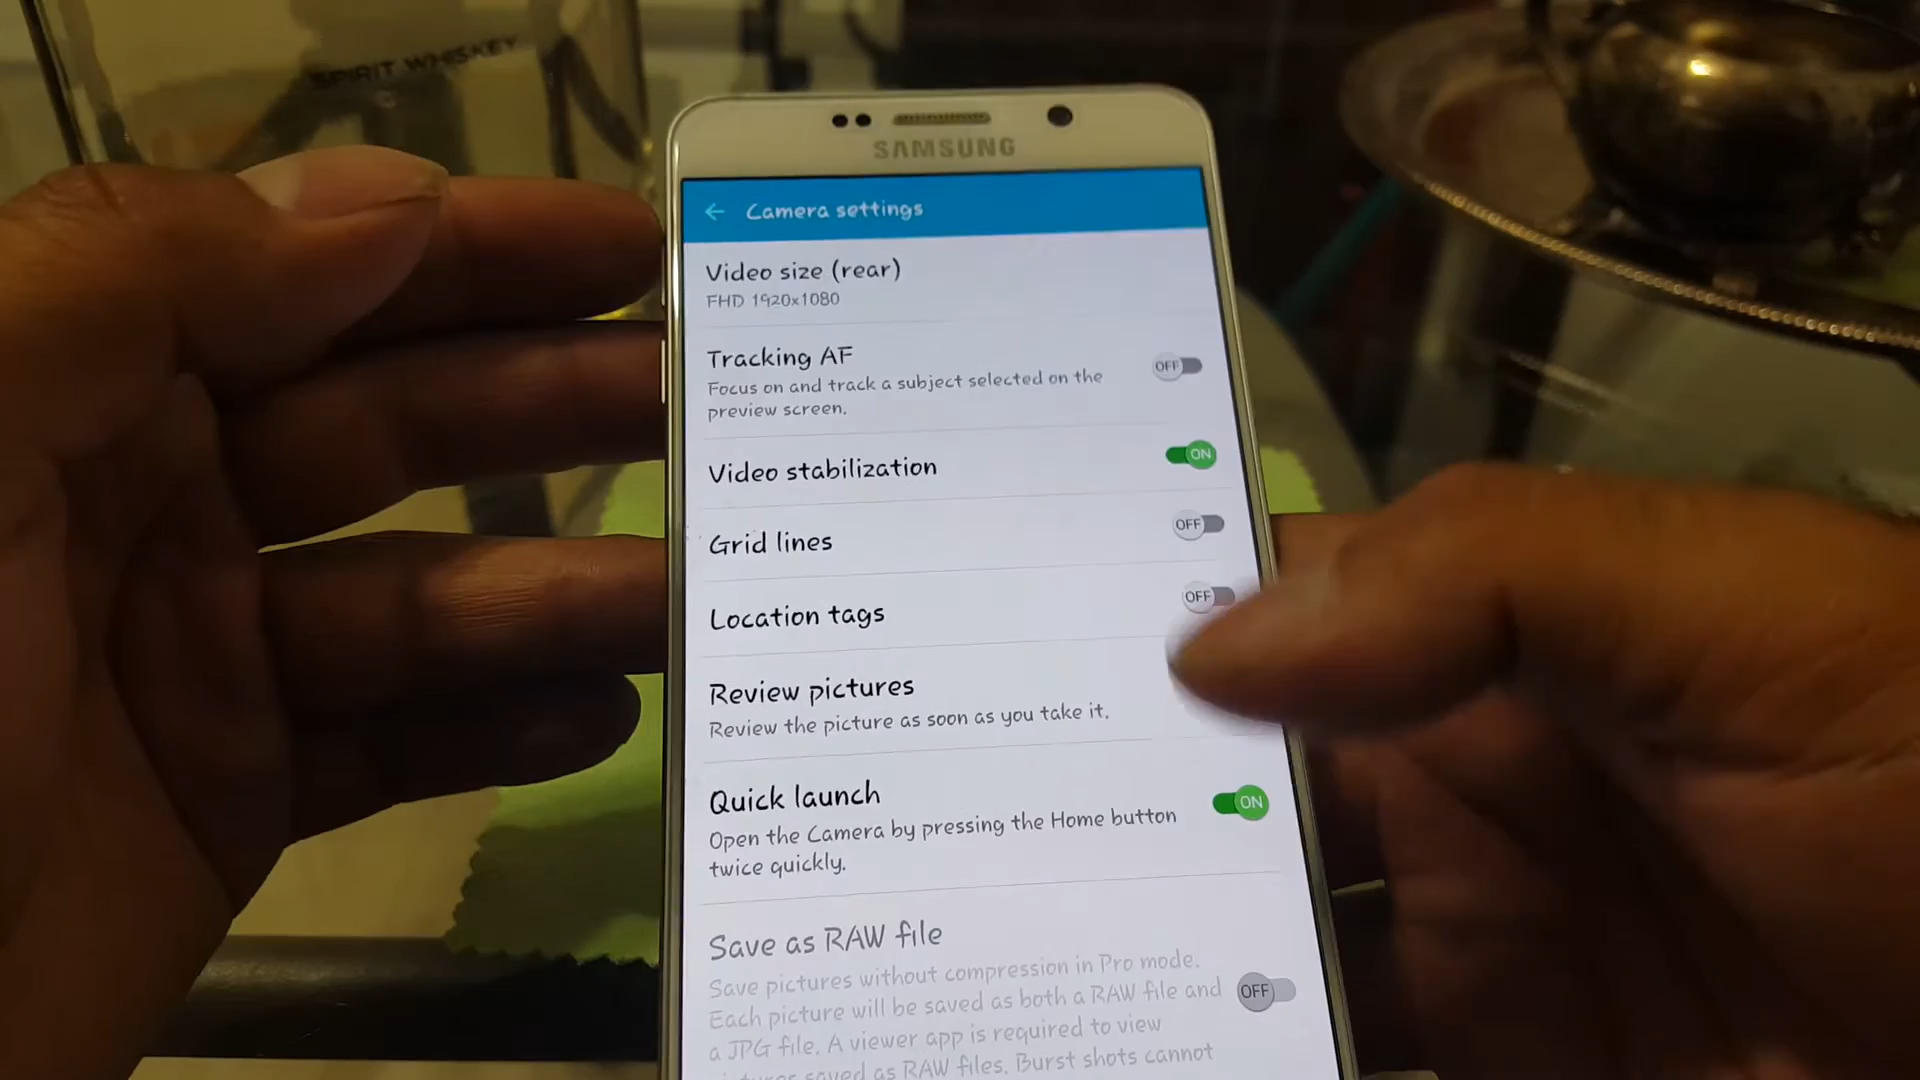 SPIRIT WHISKEY
SAMSUNG
Camera settings
Video size (rear)
FHD 1920x1080
Tracking AF
OFF
Focus on and track a subject selected on the
preview screen.
Video stabilization
ON
Grid lines
OFF
Location tags
OFF
Review pictures
Review the picture as soon as you take it.
Quick launch
ON
Open the Camera by pressing the Home button
twice quickly.
Save as RAW file
Save pictures without compression in Pro mode.
Each picture will be saved as both a RAW file and
OFF
a JPG file. A viewer app is required to view
saved as RAW files. Burst shots cannot